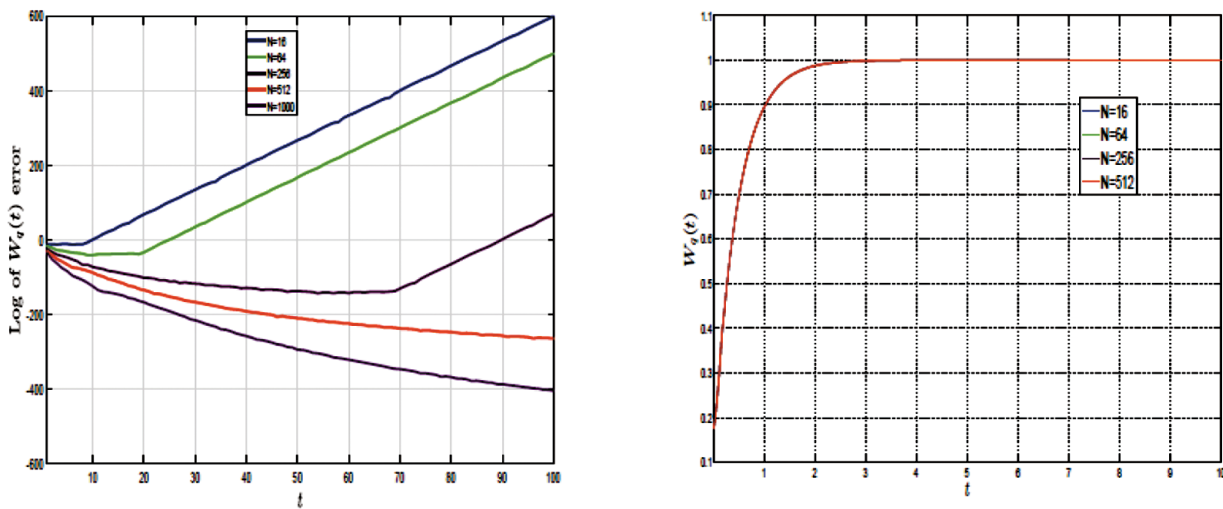 600
400
200
0
-200
-400
-600
10
20
30
40
50
60
70
80
90
100
Log of W_q(t) error
t
N=16
N=64
N=256
N=512
N=1000
1.1
1
0.9
0.8
0.7
0.6
0.5
0.4
0.3
0.2
0.1
1
2
3
4
5
6
7
8
9
10
W_q(t)
t
N=16
N=64
N=256
N=512